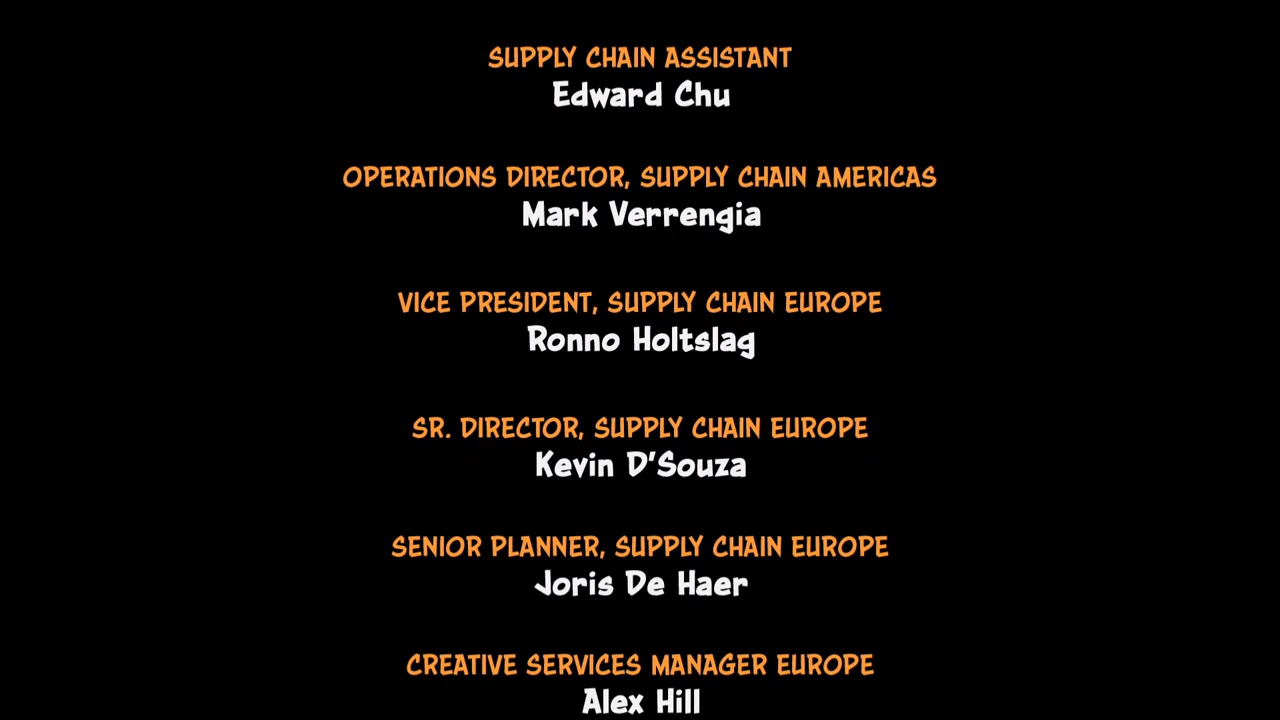 SUPPLY CHAIN ASSISTANT
Edward Chu
OPERATIONS DIRECTOR, SUPPLY CHAIN AMERICAS
Mark Verrengia
VICE PRESIDENT, SUPPLY CHAIN EUROPE
Ronno Holtslag
SR. DIRECTOR, SUPPLY CHAIN EUROPE
Kevin D'Souza
SENIOR PLANNER, SUPPLY CHAIN EUROPE
Joris De Haer
CREATIVE SERVICES MANAGER EUROPE
Alex Hill